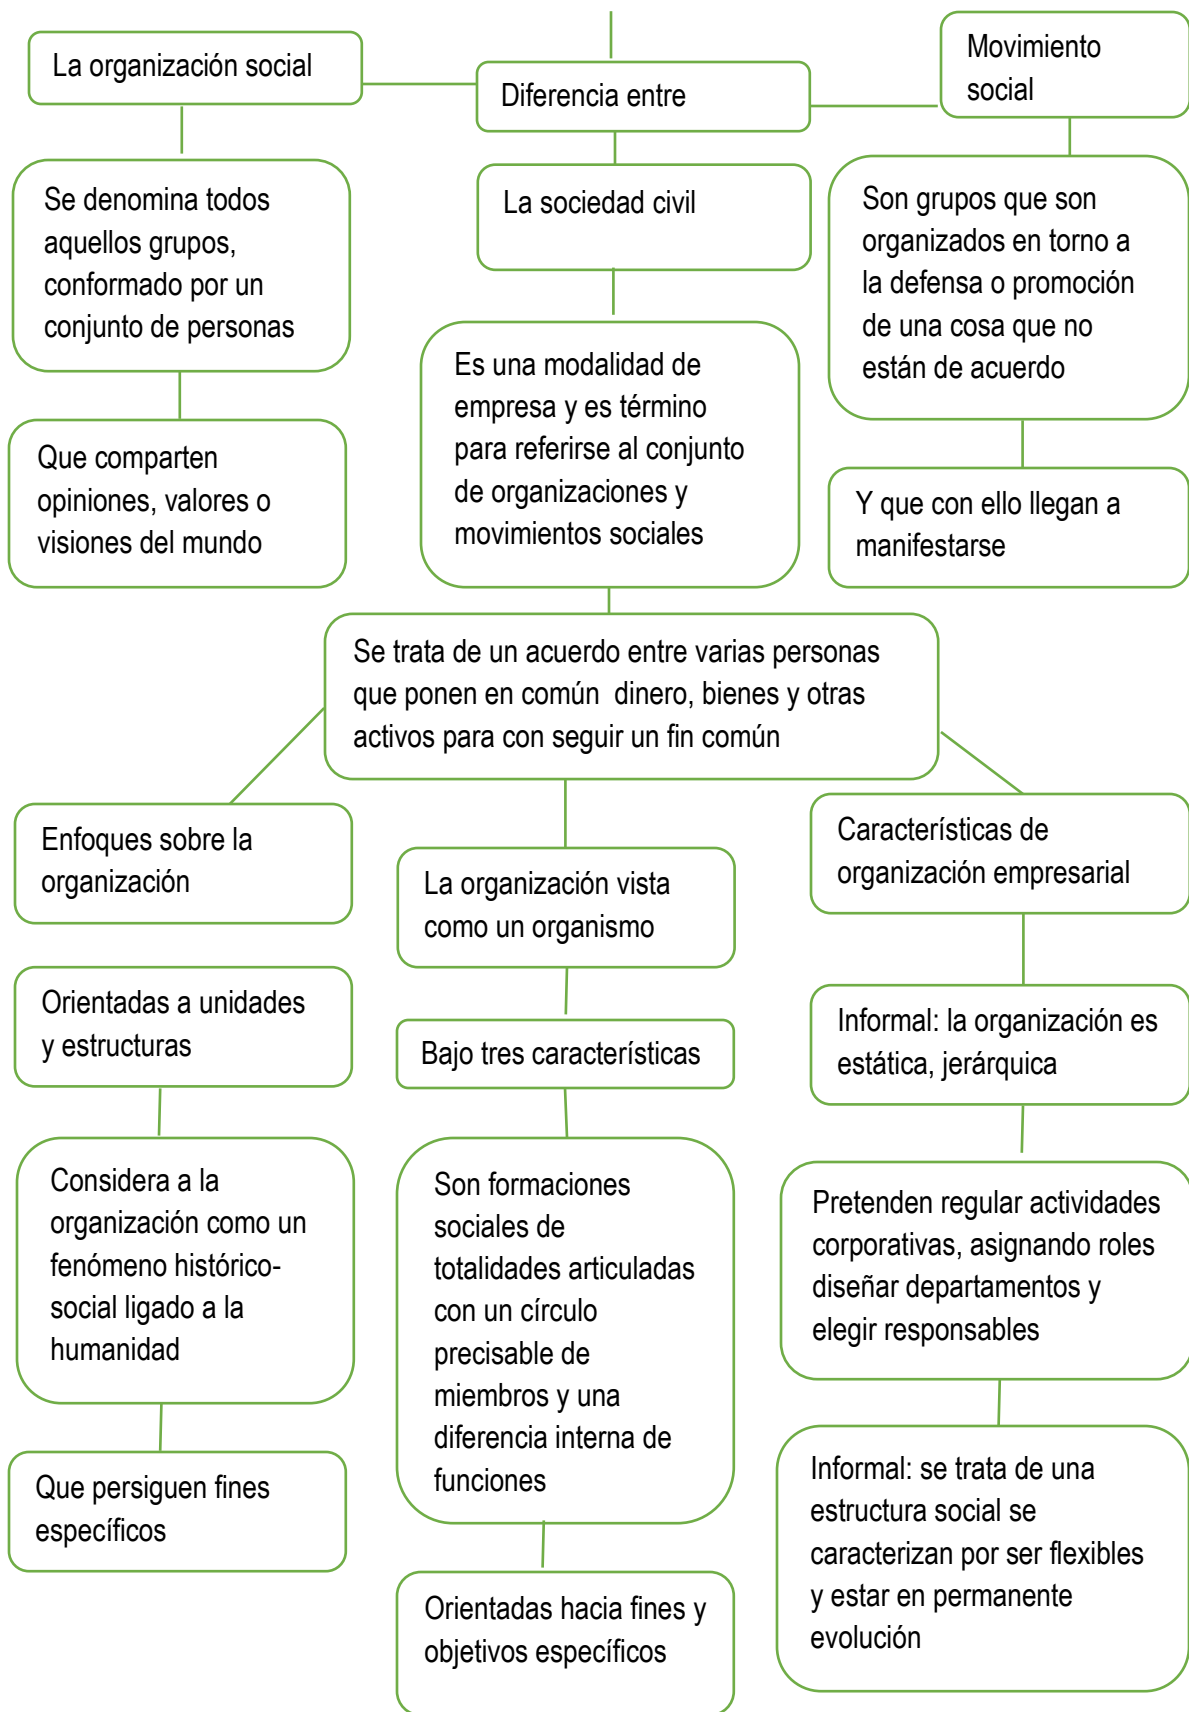 La organización social
Diferencia entre
Movimiento
social
Se denomina todos
aquellos grupos,
conformado por un
conjunto de personas
La sociedad civil
Son grupos que son
organizados en torno a
la defensa o promoción
de una cosa que no
están de acuerdo
Que comparten
opiniones, valores o
visiones del mundo
Es una modalidad de
empresa y es término
para referirse al conjunto
de organizaciones y
movimientos sociales
Y que con ello llegan a
manifestarse
Se trata de un acuerdo entre varias personas
que ponen en común  dinero, bienes y otras
activos para con seguir un fin común
Enfoques sobre la
organización
La organización vista
como un organismo
Características de
organización empresarial
Orientadas a unidades
y estructuras
Bajo tres características
Informal: la organización es
estática, jerárquica
Considera a la
organización como un
fenómeno histórico-
social ligado a la
humanidad
Son formaciones
sociales de
totalidades articuladas
con un círculo
precisable de
miembros y una
diferencia interna de
funciones
Pretenden regular actividades
corporativas, asignando roles
diseñar departamentos y
elegir responsables
Que persiguen fines
específicos
Orientadas hacia fines y
objetivos específicos
Informal: se trata de una
estructura social se
caracterizan por ser flexibles
y estar en permanente
evolución